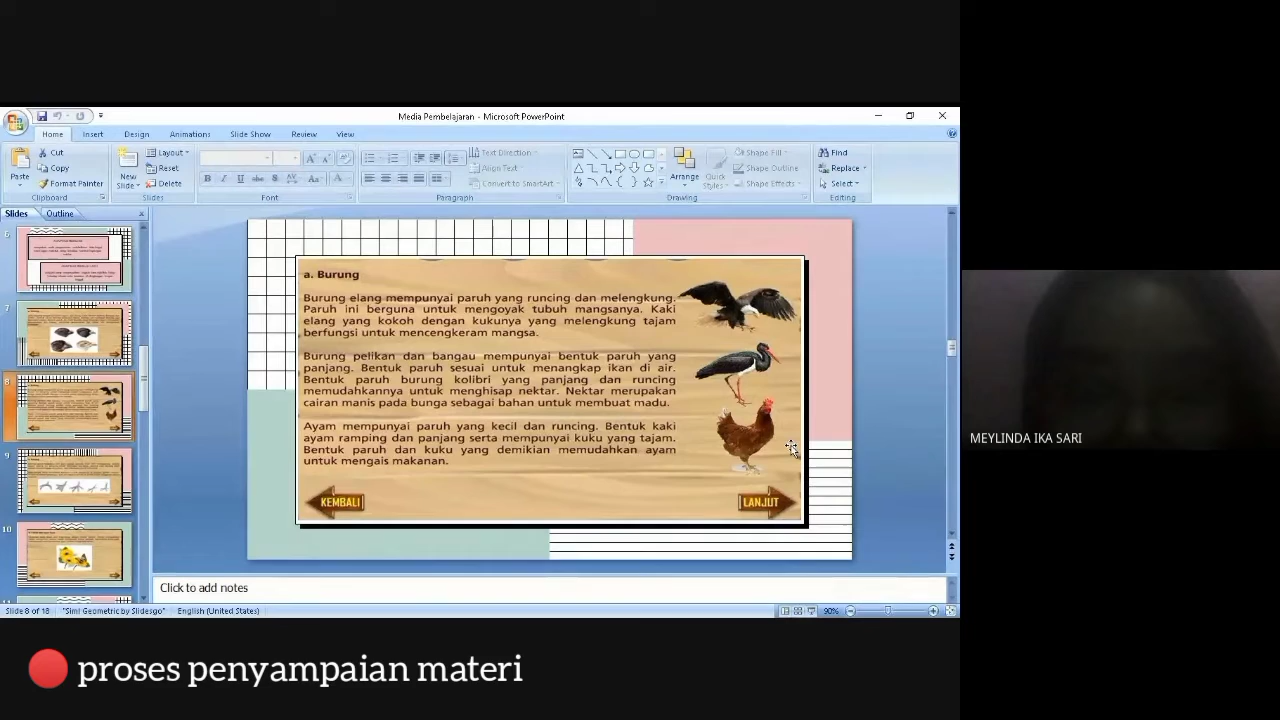 Media Pembelajaran - Microsoft PowerPoint
Home Insert Design Animations Slide Show Review View
Cut
Copy
Format Painter
Paste
Clipboard
New Slide
Layout
Reset
Delete
Slides
Font
Paragraph
Text Direction
Align Text
Convert to SmartArt
Arrange
Quick Styles
Shape Fill
Shape Outline
Shape Effects
Drawing
Find
Replace
Select
Editing
Slides Outline
6
7
8
9
10
a. Burung
Burung elang mempunyai paruh yang runcing dan melengkung.
Paruh ini berguna untuk mengoyak tubuh mangsanya. Kaki
elang yang kokoh dengan kukunya yang melengkung tajam
berfungsi untuk mencengkeram mangsa.
Burung pelikan dan bangau mempunyai bentuk paruh yang
panjang. Bentuk paruh sesuai untuk menangkap ikan di air.
Bentuk paruh burung kolibri yang panjang dan runcing
memudahkannya untuk menghisap nektar. Nektar merupakan
cairan manis pada bunga sebagai bahan untuk membuat madu.
Ayam mempunyai paruh yang kecil dan runcing. Bentuk kaki
ayam ramping dan panjang serta mempunyai kuku yang tajam.
Bentuk paruh dan kuku yang demikian memudahkan ayam
untuk mengais makanan.
KEMBALI
LANJUT
Click to add notes
Slide 8 of 18 "Simi Geometric by Slidesgo" English (United States) 90%
MEYLINDA IKA SARI
proses penyampaian materi